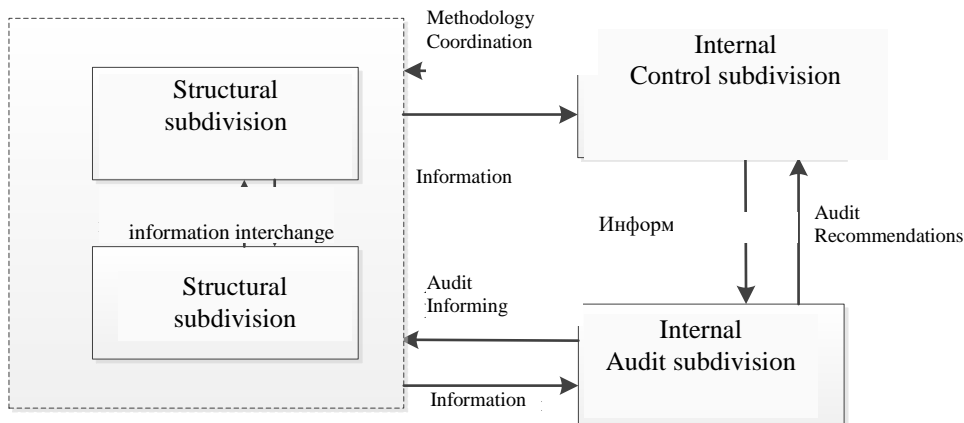 Methodology
Coordination
Internal
Control subdivision
Structural
subdivision
Information
information interchange
Информ
Audit
Recommendations
Structural
subdivision
Audit
Informing
Internal
Audit subdivision
Information